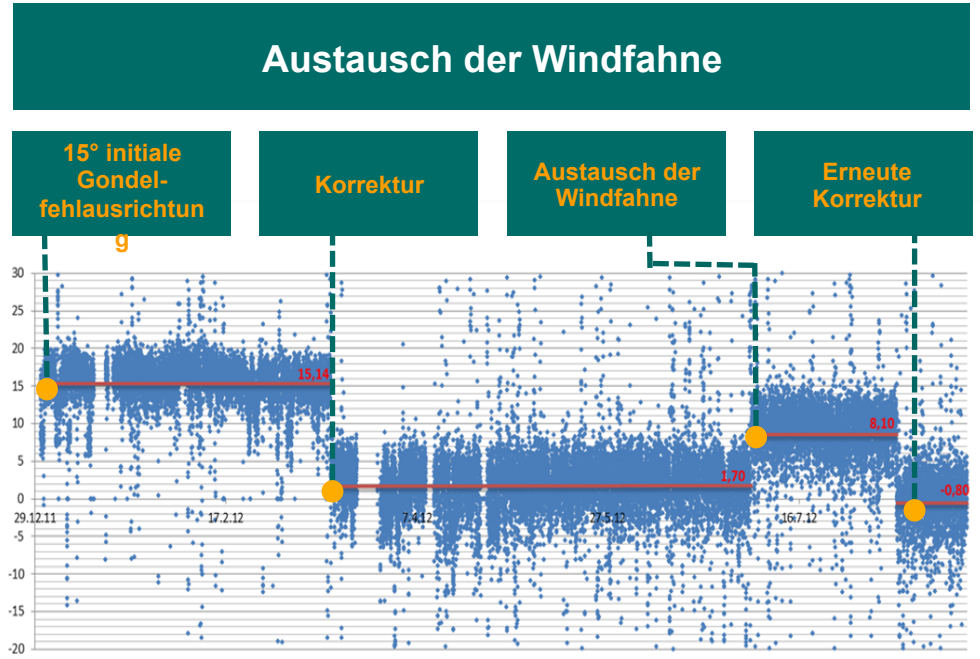 Austausch der Windfahne
15° initiale
Gondel-
fehlausrichtun
g
Korrektur
Austausch der
Windfahne
Erneute
Korrektur
30
25
20
15
10
5
0
-5
-10
-15
-20
29.12.11
17.2.12
7.4.12
27.5.12
16.7.12
15,14
1,70
8,10
-0,80